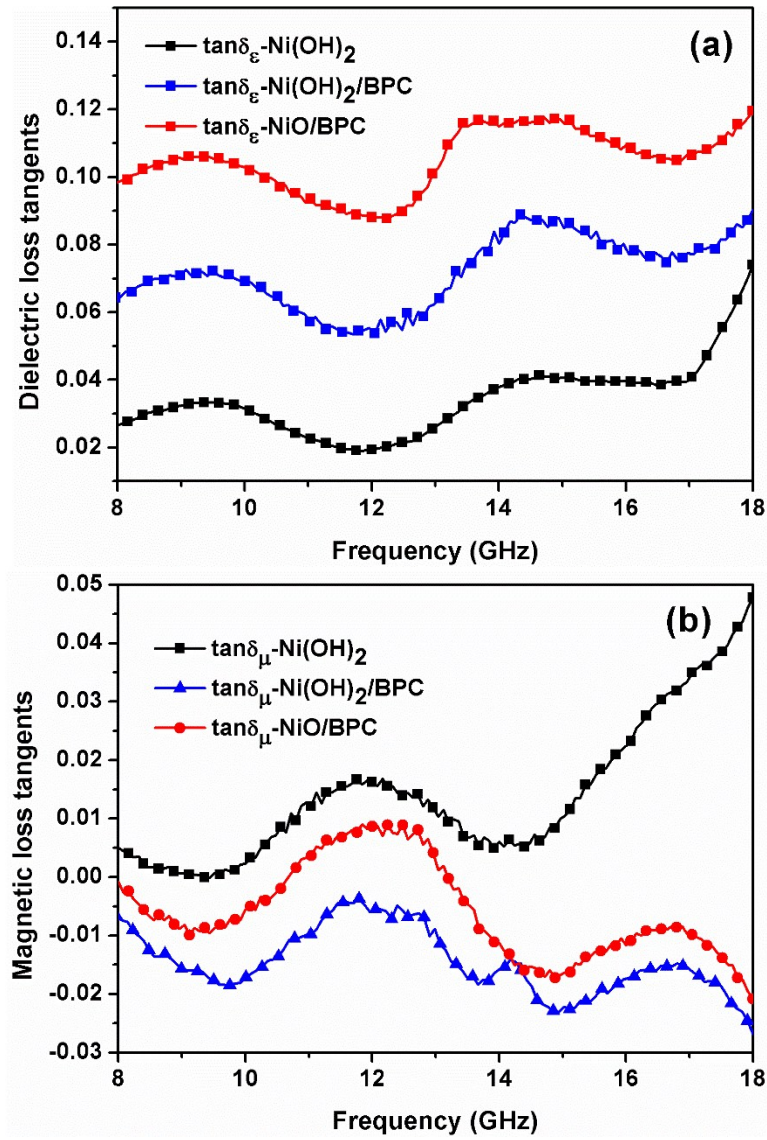 (a)
tanδε-Ni(OH)2
tanδε-Ni(OH)2/BPC
tanδε-NiO/BPC
Dielectric loss tangents
0.14
0.12
0.10
0.08
0.06
0.04
0.02
8 10 12 14 16 18
Frequency (GHz)
(b)
tanδμ-Ni(OH)2
tanδμ-Ni(OH)2/BPC
tanδμ-NiO/BPC
Magnetic loss tangents
0.05
0.04
0.03
0.02
0.01
0.00
-0.01
-0.02
-0.03
8 10 12 14 16 18
Frequency (GHz)